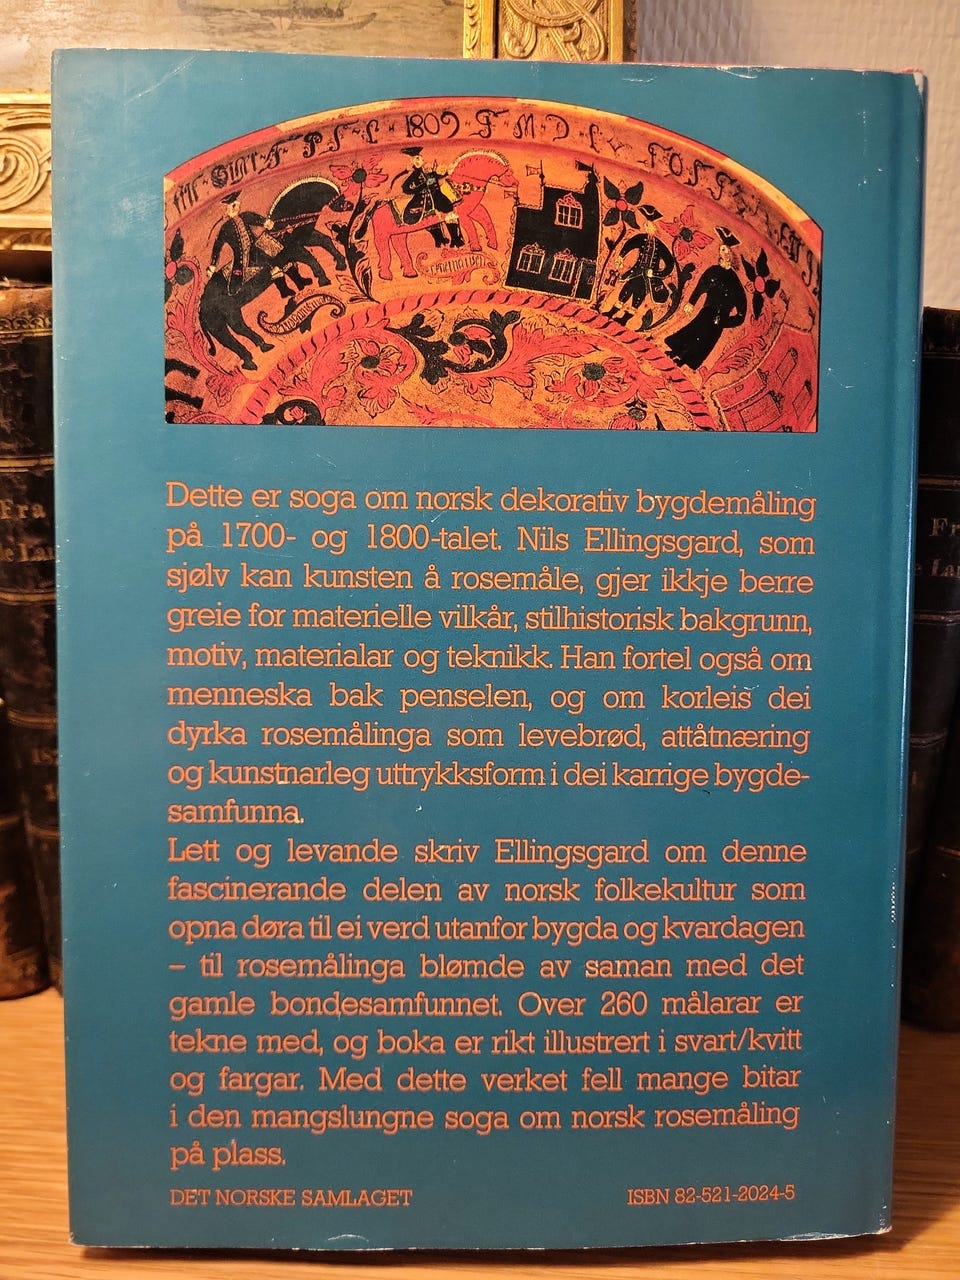 1809
Dette er soga om norsk dekorativ bygdemåling
på 1700- og 1800-talet. Nils Ellingsgard, som
sjølv kan kunsten å rosemåle, gjer ikkje berre
greie for materielle vilkår, stilhistorisk bakgrunn,
motiv, materialar og teknikk. Han fortel også om
menneska bak penselen, og om korleis dei
dyrka rosemålinga som levebrød, attåtnæring
og kunstnarleg uttrykksform i dei karrige bygde-
samfunna.
Lett og levande skriv Ellingsgard om denne
fascinerande delen av norsk folkekultur som
opna døra til ei verd utanfor bygda og kvardagen
– til rosemålinga blømde av saman med det
gamle bondesamfunnet. Over 260 målarar er
tekne med, og boka er rikt illustrert i svart/kvitt
og fargar. Med dette verket fell mange bitar
i den mangslungne soga om norsk rosemåling
på plass.
DET NORSKE SAMLAGET ISBN 82-521-2024-5
Fra